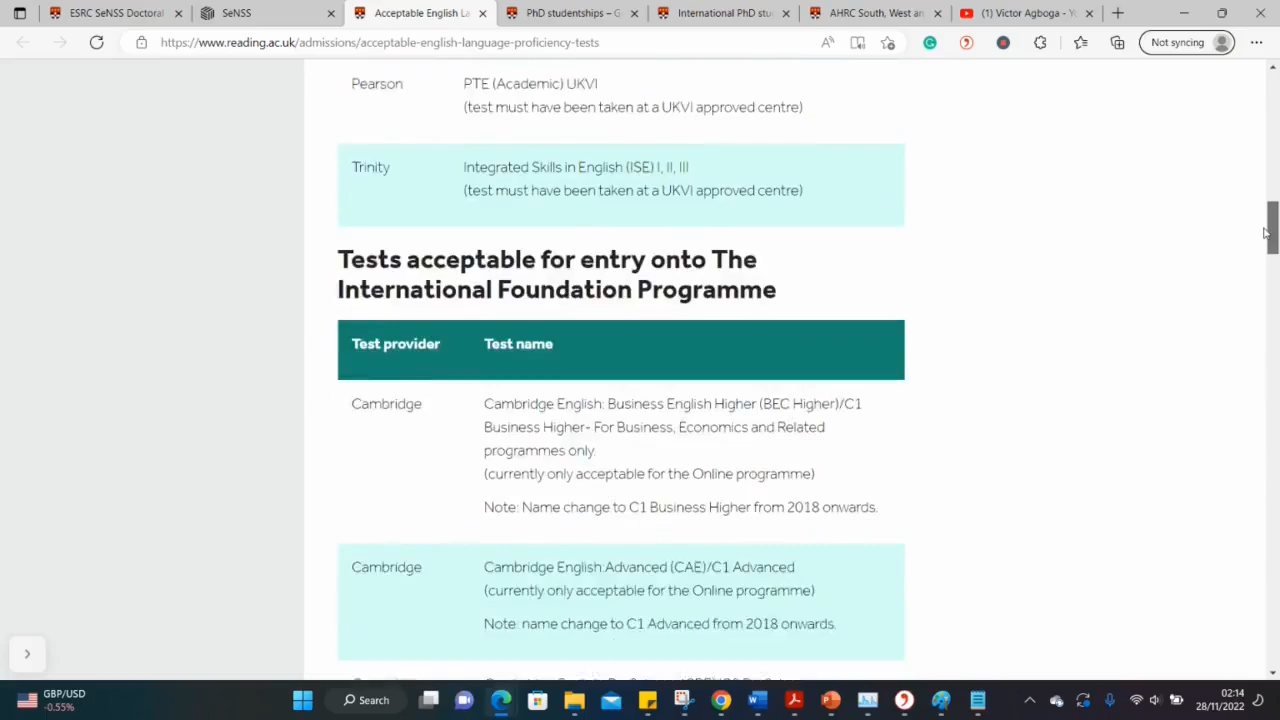 ESRC SeNSS Doctoral
SeNSS
Acceptable English La
PhD studentships – G
International PhD stu
AHRC South, West an
(1) Victor Agboga - Yo
https://www.reading.ac.uk/admissions/acceptable-english-language-proficiency-tests
Not syncing
Pearson PTE (Academic) UKVI
(test must have been taken at a UKVI approved centre)
Trinity Integrated Skills in English (ISE) I, II, III
(test must have been taken at a UKVI approved centre)
Tests acceptable for entry onto The
International Foundation Programme
Test provider Test name
Cambridge Cambridge English: Business English Higher (BEC Higher)/C1
Business Higher- For Business, Economics and Related
programmes only.
(currently only acceptable for the Online programme)
Note: Name change to C1 Business Higher from 2018 onwards.
Cambridge Cambridge English:Advanced (CAE)/C1 Advanced
(currently only acceptable for the Online programme)
Note: name change to C1 Advanced from 2018 onwards.
GBP/USD
-0.55%
Search
02:14
28/11/2022